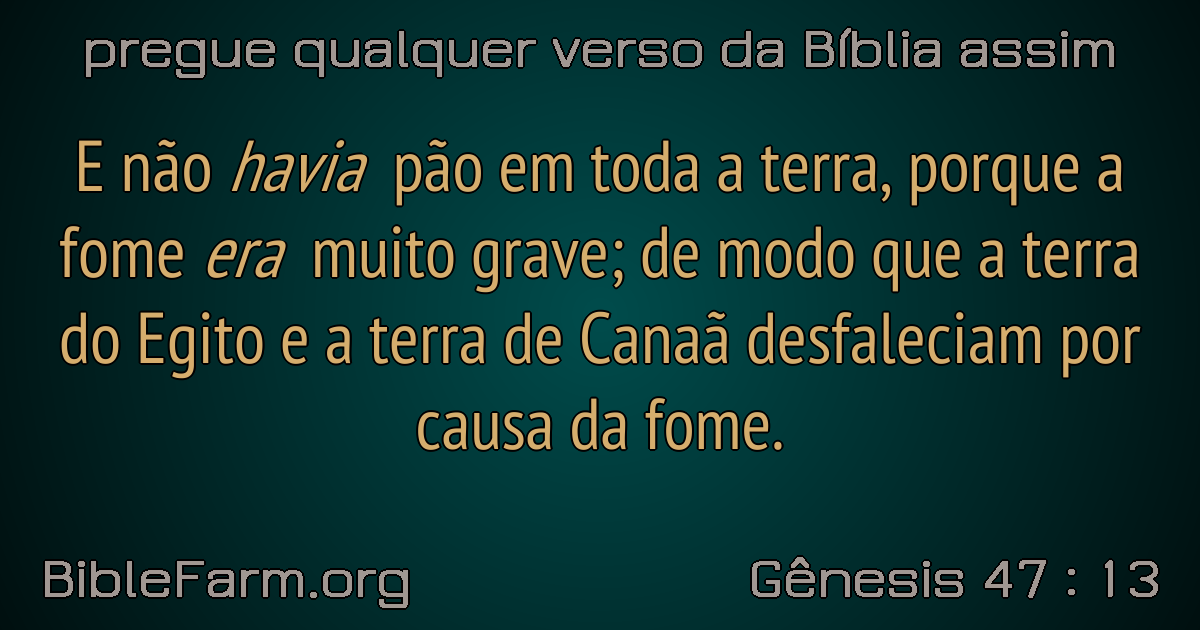 pregue qualquer verso da Bíblia assim
E não havia pão em toda a terra, porque a
fome era muito grave; de modo que a terra
do Egito e a terra de Canaã desfaleciam por
causa da fome.
BibleFarm.org
Gênesis 47 : 13